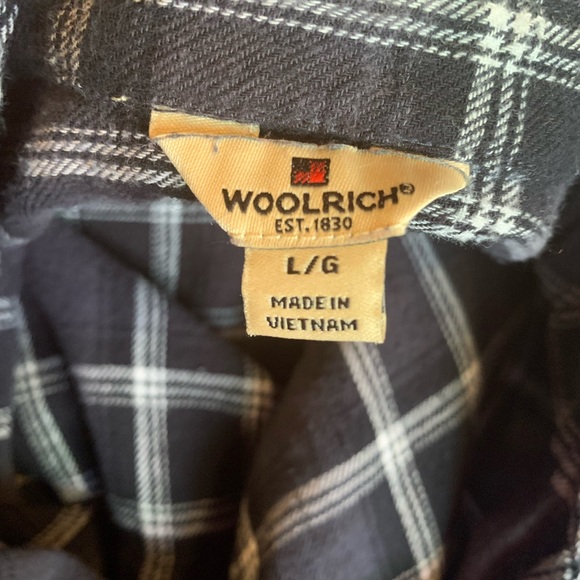 WOOLRICH®
EST. 1830
L/G
MADE IN
VIETNAM